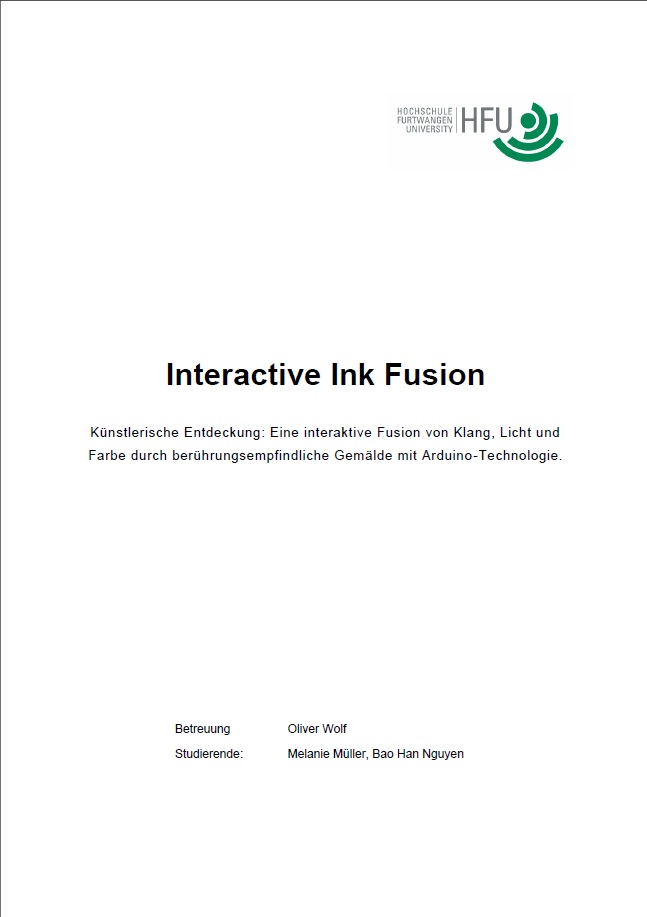 HOCHSCHULE
FURTWANGEN
UNIVERSITY
HFU
Interactive Ink Fusion
Künstlerische Entdeckung: Eine interaktive Fusion von Klang, Licht und
Farbe durch berührungsempfindliche Gemälde mit Arduino-Technologie.
Betreuung Oliver Wolf
Studierende: Melanie Müller, Bao Han Nguyen